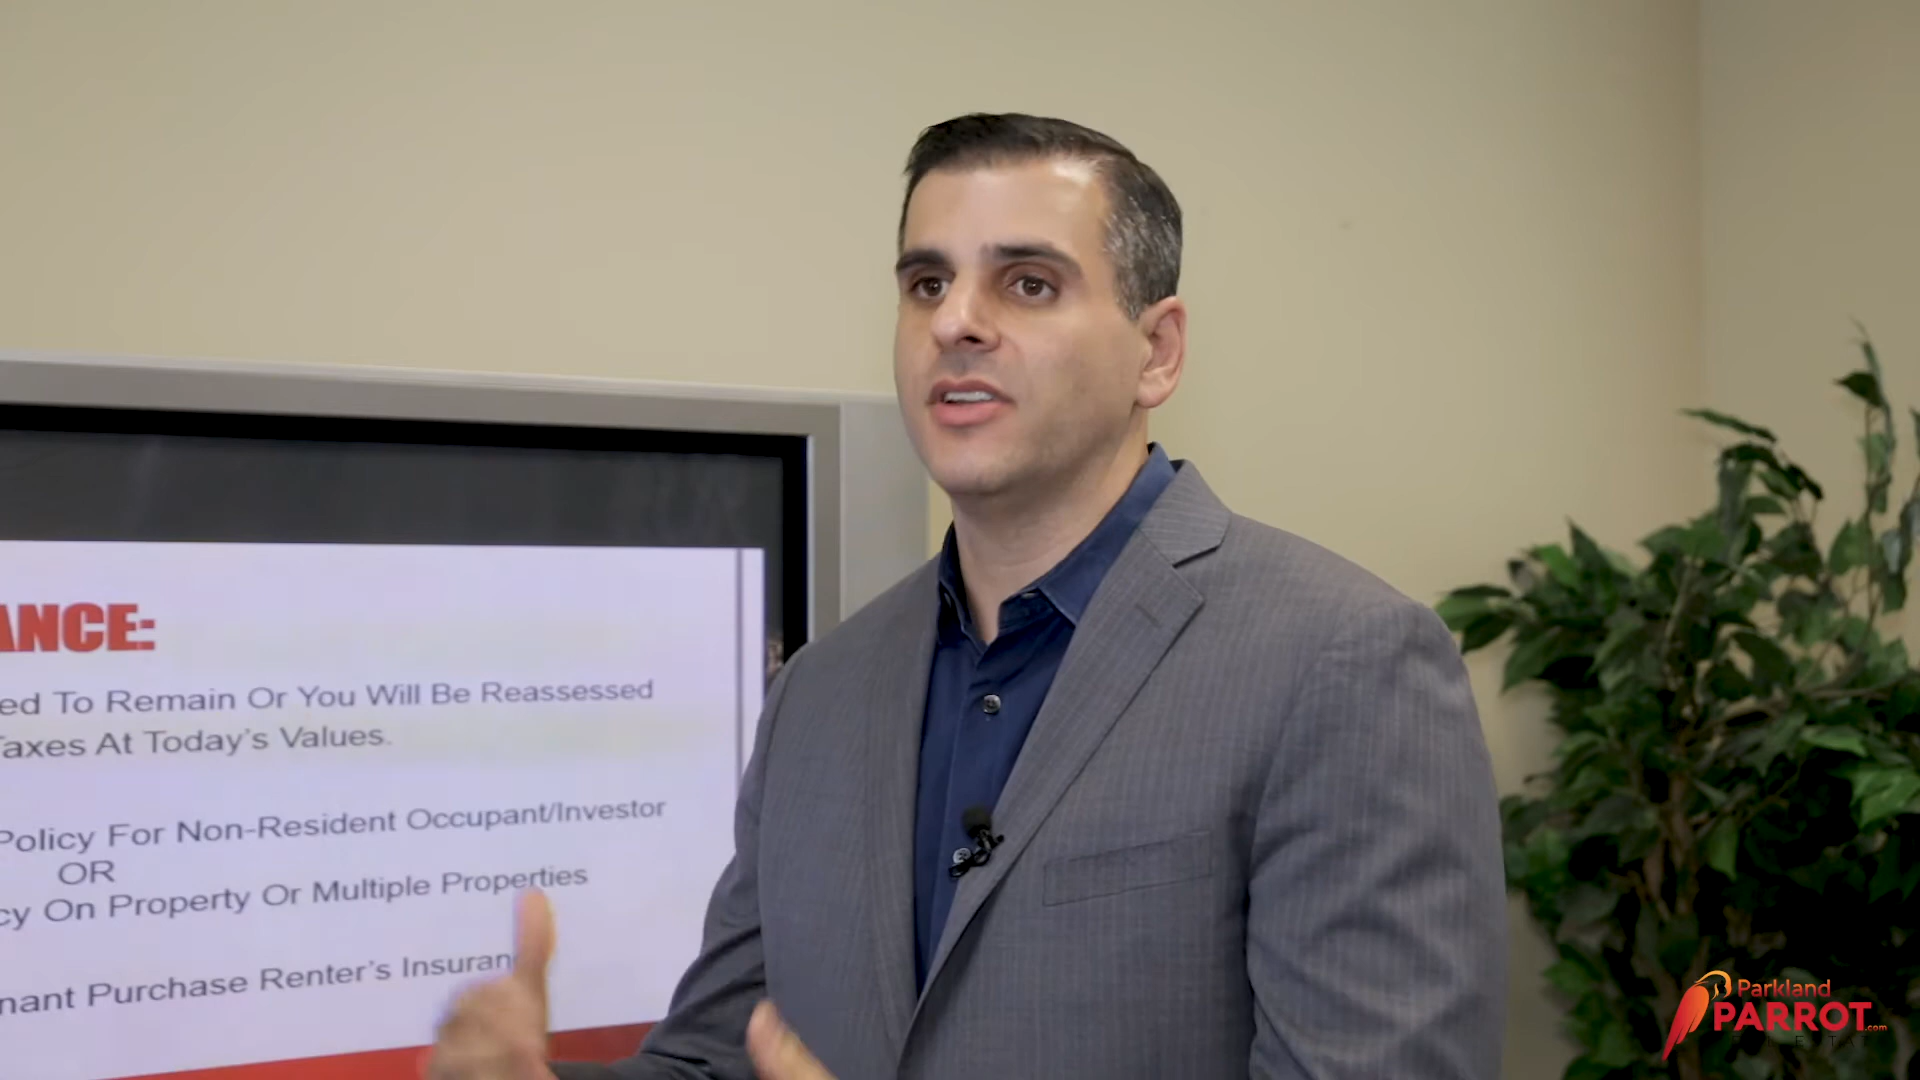 ANCE:
ed To Remain Or You Will Be Reassessed
Taxes At Today's Values.
Policy For Non-Resident Occupant/Investor
OR
cy On Property Or Multiple Properties
nant Purchase Renter's Insuran
Parkland
PARROT.com